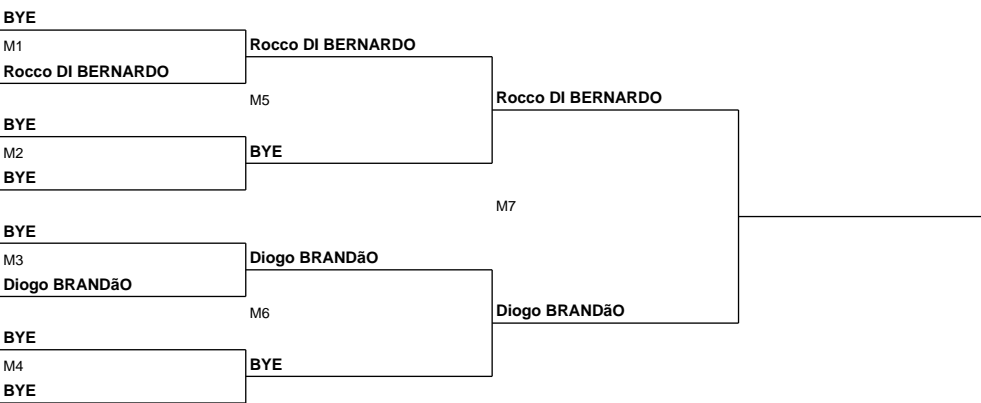 BYE
M1
Rocco DI BERNARDO
Rocco DI BERNARDO
M5
Rocco DI BERNARDO
BYE
M2
BYE
BYE
M7
BYE
M3
Diogo BRANDãO
Diogo BRANDãO
M6
Diogo BRANDãO
BYE
M4
BYE
BYE